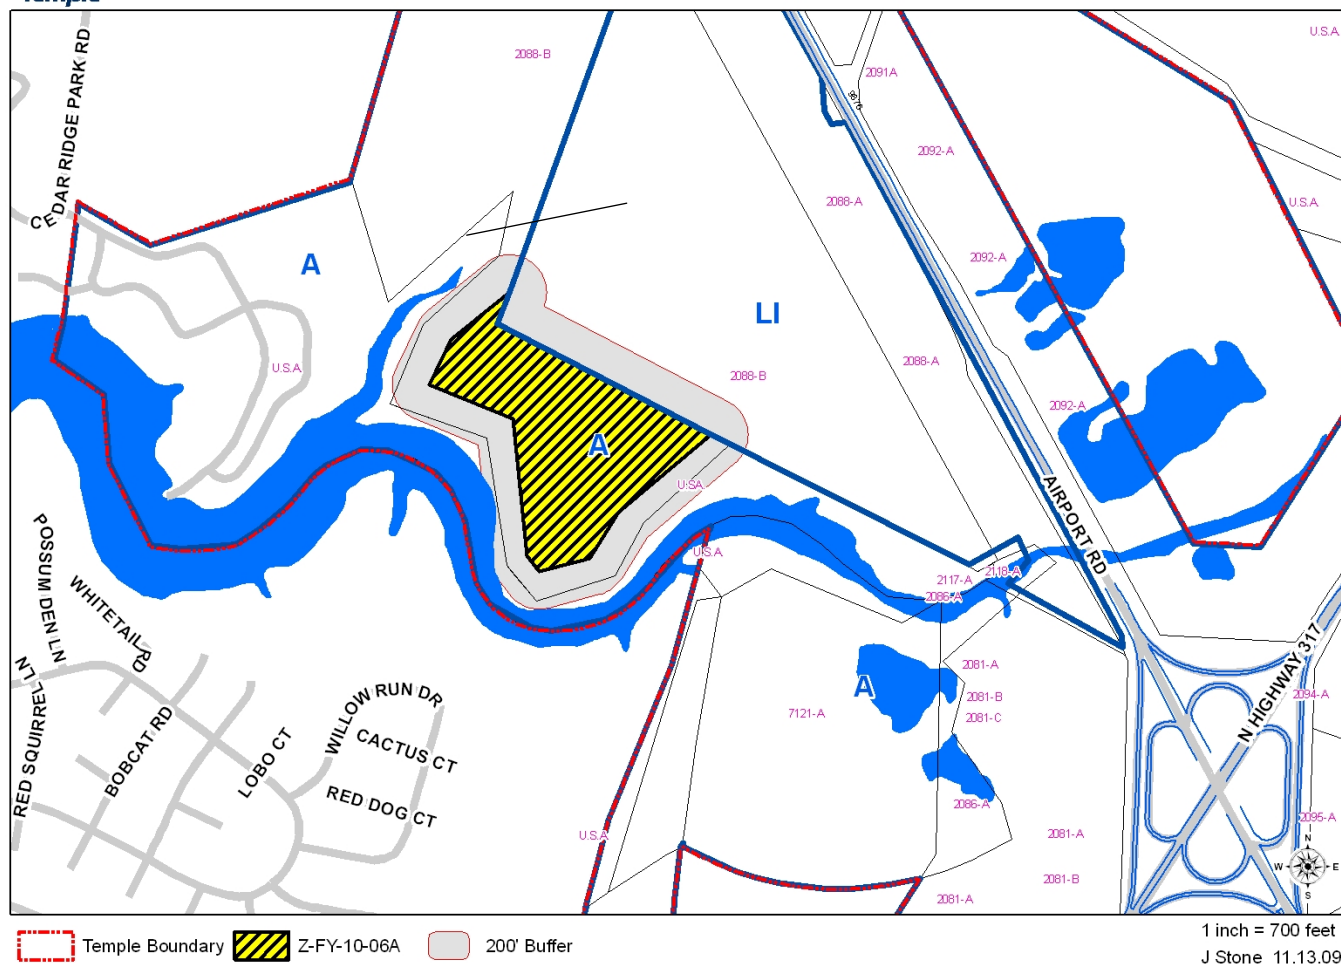 Temple
U.S.A.
2088-B
2091A
9676
CEDAR RIDGE PARK RD
2092-A
2088-A
U.S.A.
A
2092-A
LI
2088-A
U.S.A.
2088-B
2092-A
A
U.S.A.
AIRPORT RD
U.S.A.
2117-A
2118-A
2086-A
POSSUM DEN LN
WHITETAIL RD
RED SQUIRREL LN
BOBCAT RD
LOBO CT
WILLOW RUN DR
CACTUS CT
RED DOG CT
2081-A
A
2081-B
2081-C
7121-A
N HIGHWAY 317
2094-A
2086-A
U.S.A.
2081-A
2095-A
2081-B
2081-A
N
W E
S
Temple Boundary
Z-FY-10-06A
200' Buffer
1 inch = 700 feet
J Stone 11.13.09